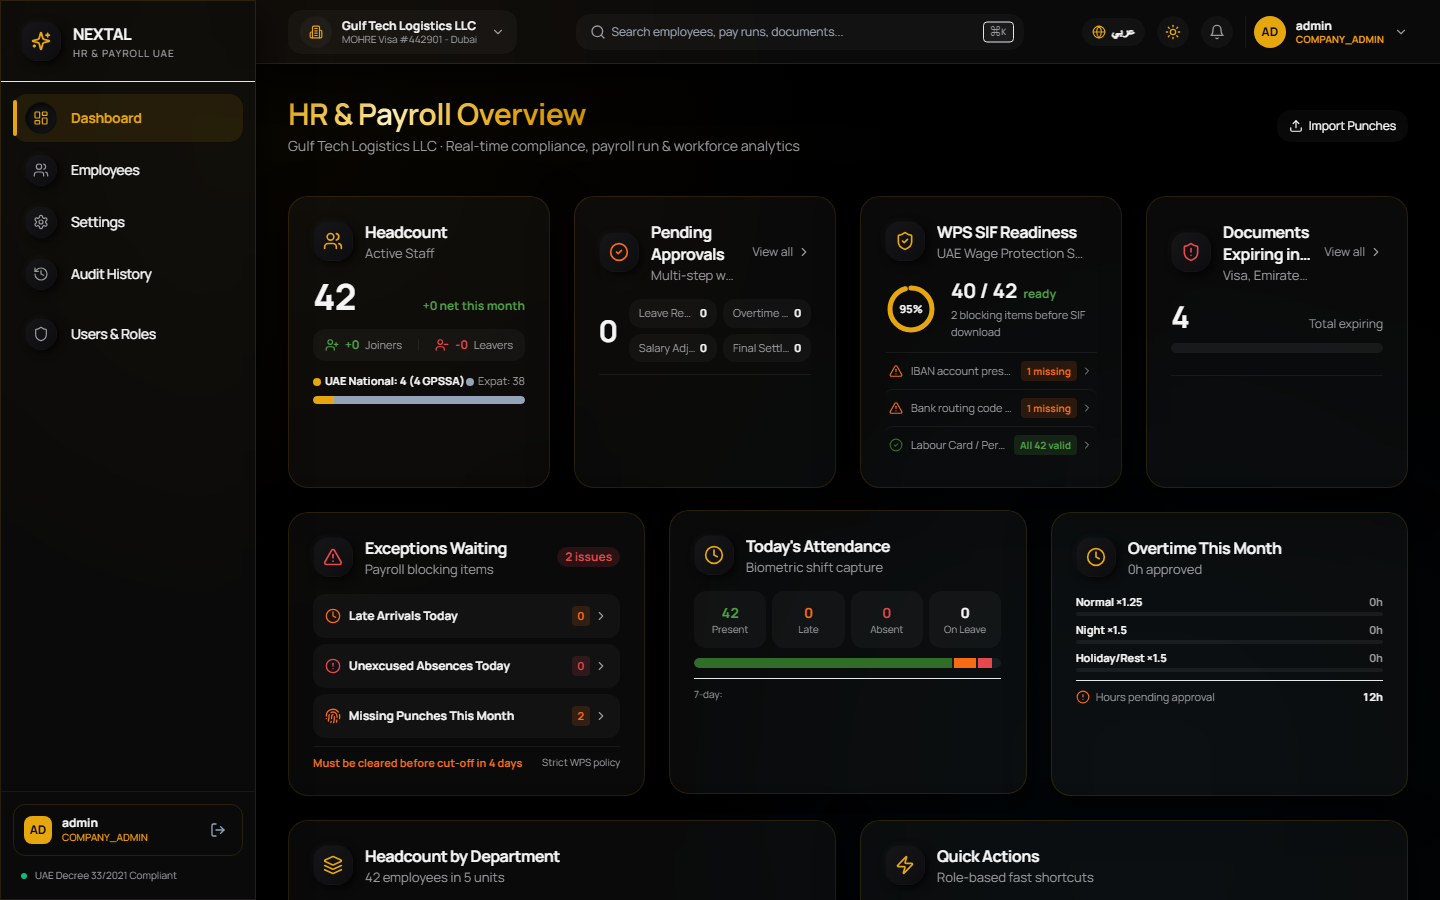 NEXTAL
HR & PAYROLL UAE
Dashboard
Employees
Settings
Audit History
Users & Roles
AD
admin
COMPANY_ADMIN
UAE Decree 33/2021 Compliant
Gulf Tech Logistics LLC
MOHRE Visa #442901 - Dubai
Search employees, pay runs, documents...
⌘K
عربي
AD
admin
COMPANY_ADMIN
HR & Payroll Overview
Gulf Tech Logistics LLC · Real-time compliance, payroll run & workforce analytics
Import Punches
Headcount
Active Staff
42
+0 net this month
+0 Joiners
-0 Leavers
UAE National: 4 (4 GPSSA)
Expat: 38
Pending Approvals
Multi-step w...
View all
0
Leave Re... 0
Overtime ... 0
Salary Adj... 0
Final Settl... 0
WPS SIF Readiness
UAE Wage Protection S...
95%
40 / 42 ready
2 blocking items before SIF download
IBAN account pres... 1 missing
Bank routing code ... 1 missing
Labour Card / Per... All 42 valid
Documents Expiring in...
Visa, Emirate...
View all
4
Total expiring
Exceptions Waiting
Payroll blocking items
2 issues
Late Arrivals Today 0
Unexcused Absences Today 0
Missing Punches This Month 2
Must be cleared before cut-off in 4 days
Strict WPS policy
Today's Attendance
Biometric shift capture
42 Present
0 Late
0 Absent
0 On Leave
7-day:
Overtime This Month
0h approved
Normal ×1.25 0h
Night ×1.5 0h
Holiday/Rest ×1.5 0h
Hours pending approval 12h
Headcount by Department
42 employees in 5 units
Quick Actions
Role-based fast shortcuts